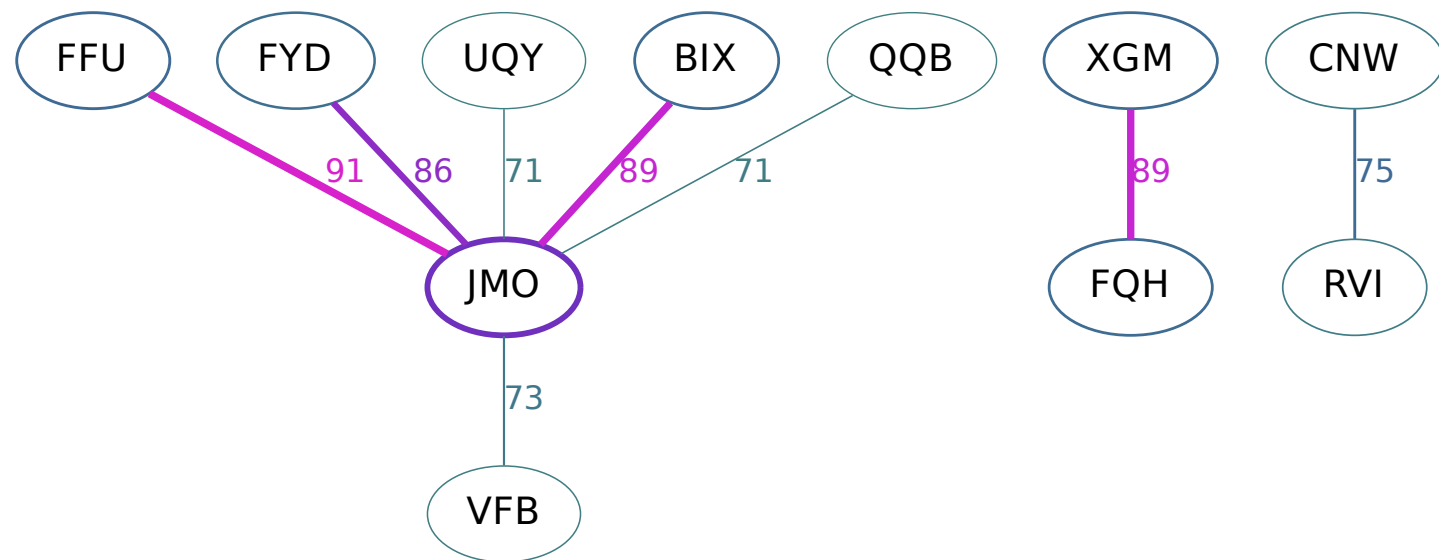 FFU FYD UQY BIX QQB XGM CNW
91 86 71 89 71 89 75
JMO FQH RVI
73
VFB